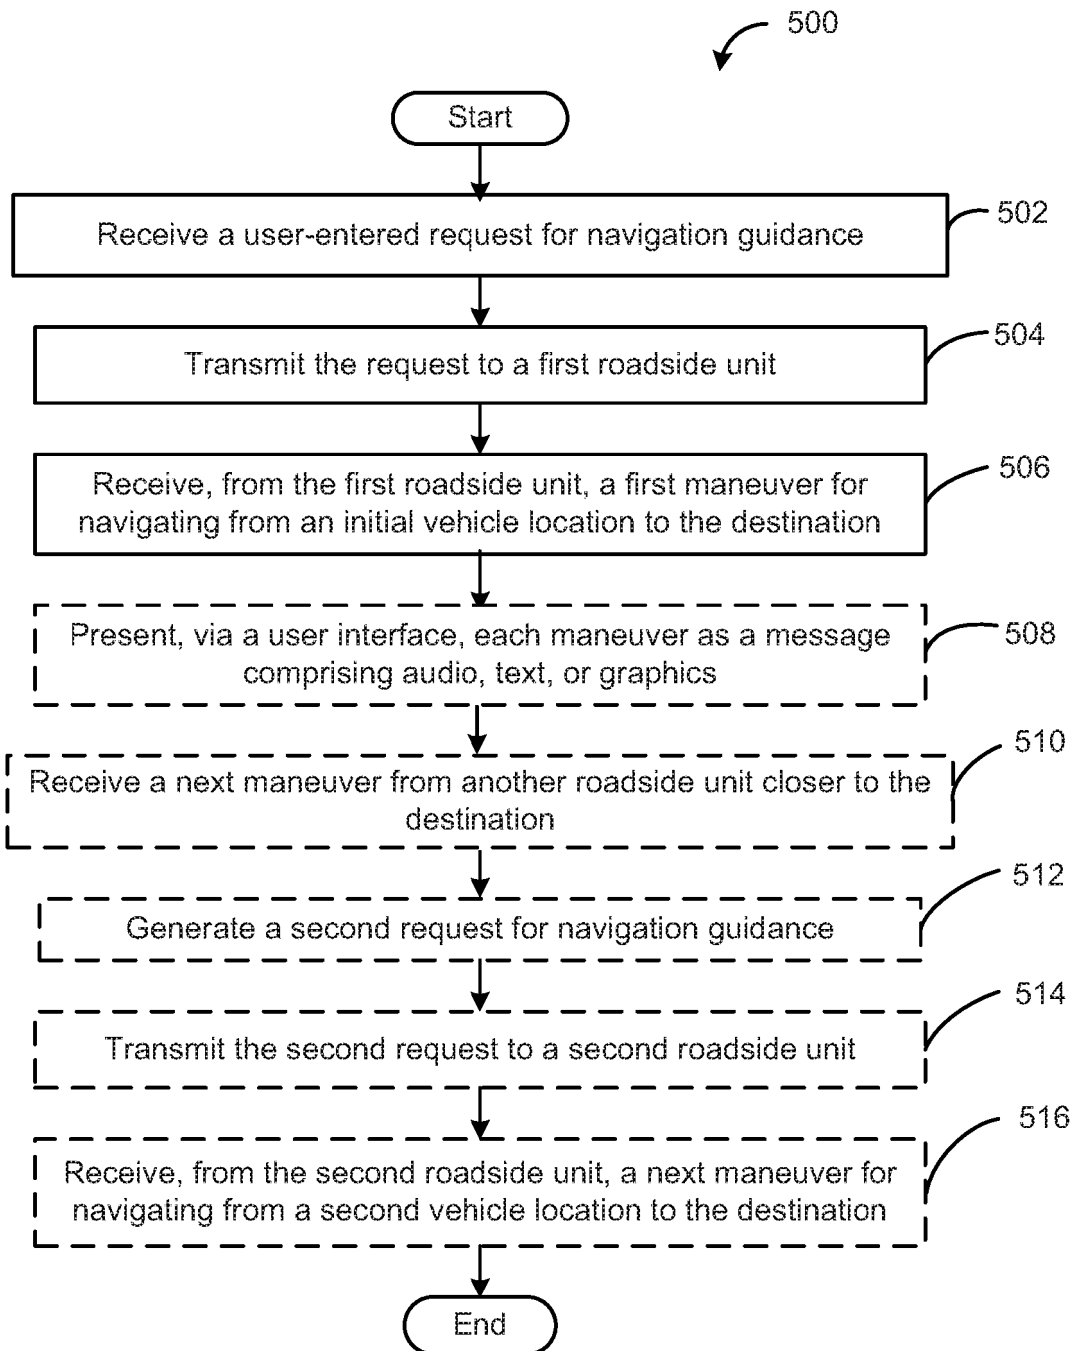 500
Start
Receive a user-entered request for navigation guidance
502
Transmit the request to a first roadside unit
504
Receive, from the first roadside unit, a first maneuver for
navigating from an initial vehicle location to the destination
506
Present, via a user interface, each maneuver as a message
comprising audio, text, or graphics
508
Receive a next maneuver from another roadside unit closer to the
destination
510
Generate a second request for navigation guidance
512
Transmit the second request to a second roadside unit
514
Receive, from the second roadside unit, a next maneuver for
navigating from a second vehicle location to the destination
516
End